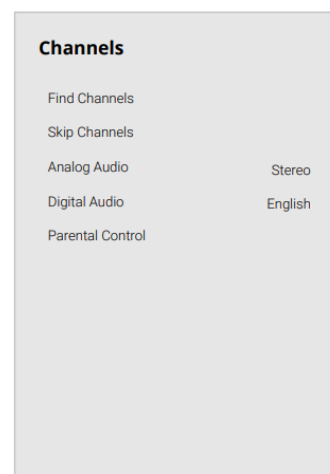 Channels
Find Channels
Skip Channels
Analog Audio Stereo
Digital Audio English
Parental Control